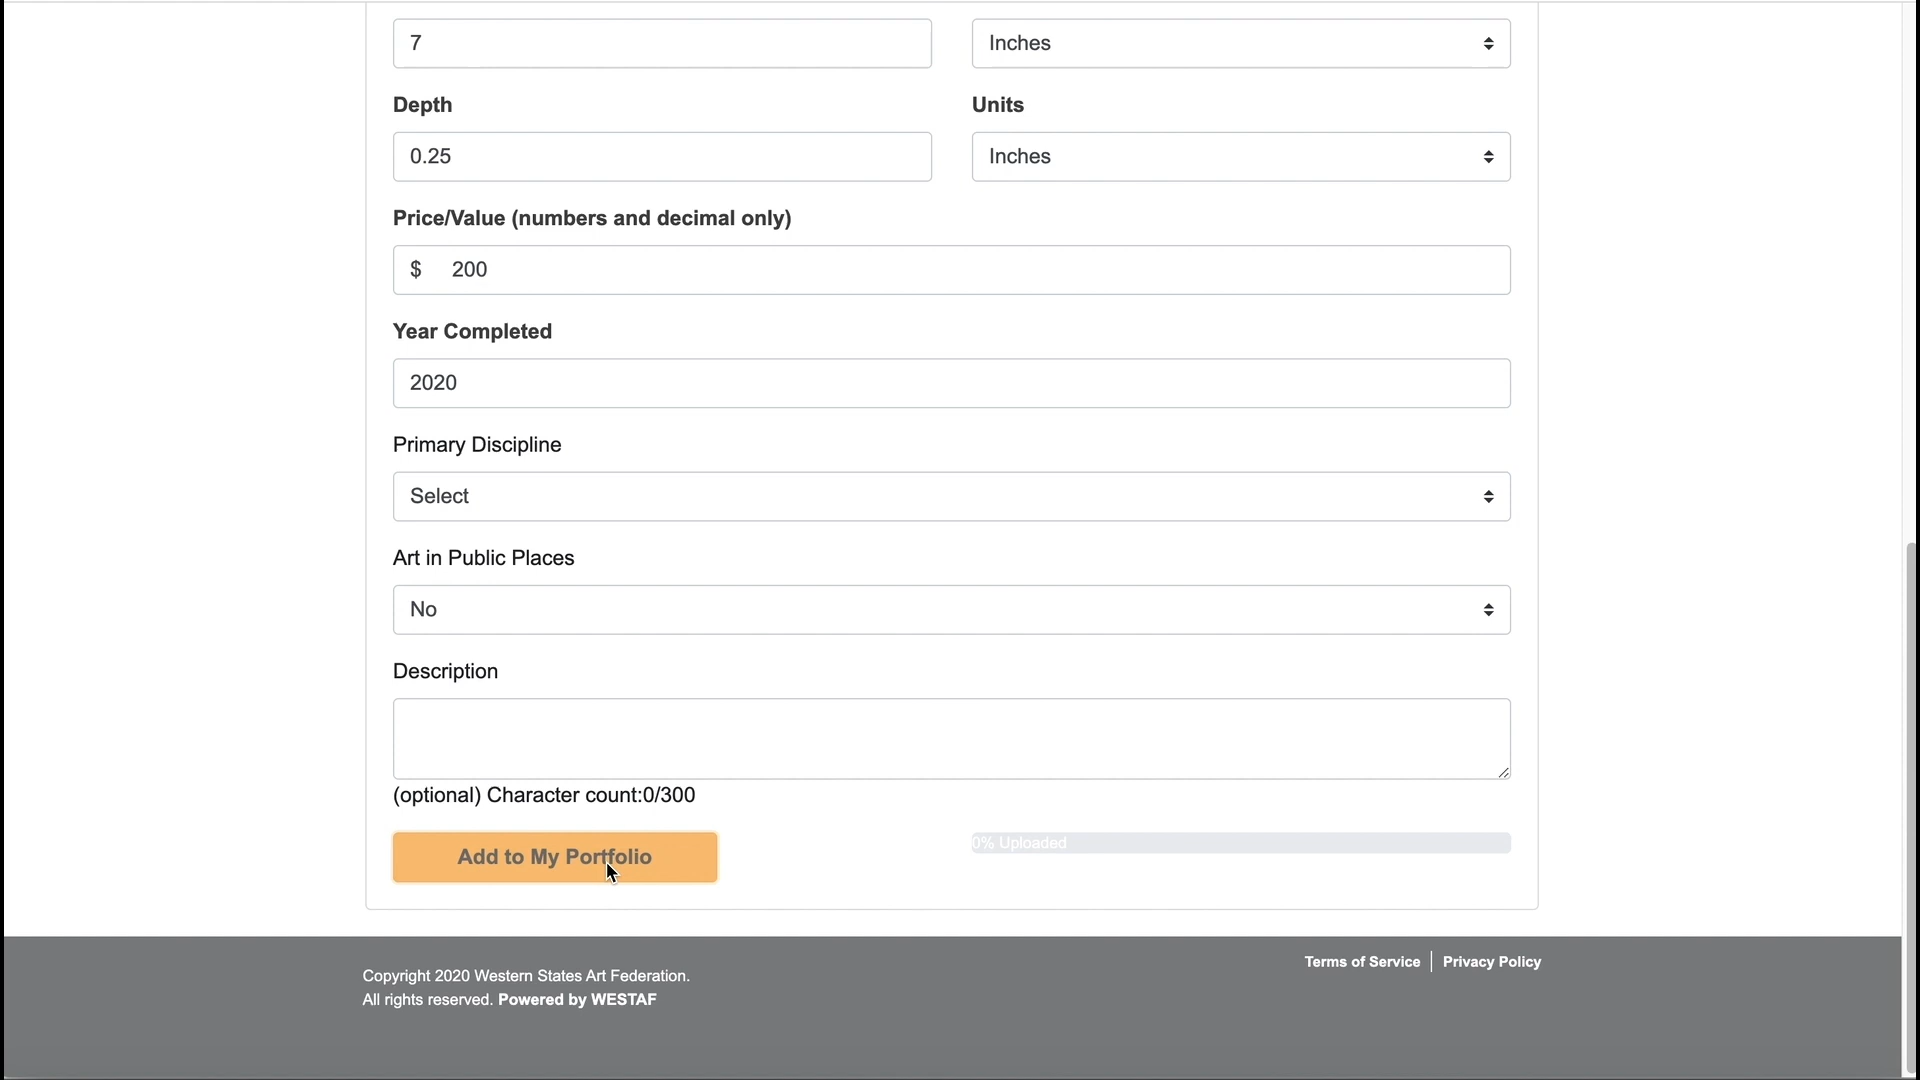 7
Inches
Depth
Units
0.25
Inches
Price/Value (numbers and decimal only)
$ 200
Year Completed
2020
Primary Discipline
Select
Art in Public Places
No
Description
(optional) Character count:0/300
Add to My Portfolio
0% Uploaded
Terms of Service
Privacy Policy
Copyright 2020 Western States Art Federation.
All rights reserved. Powered by WESTAF